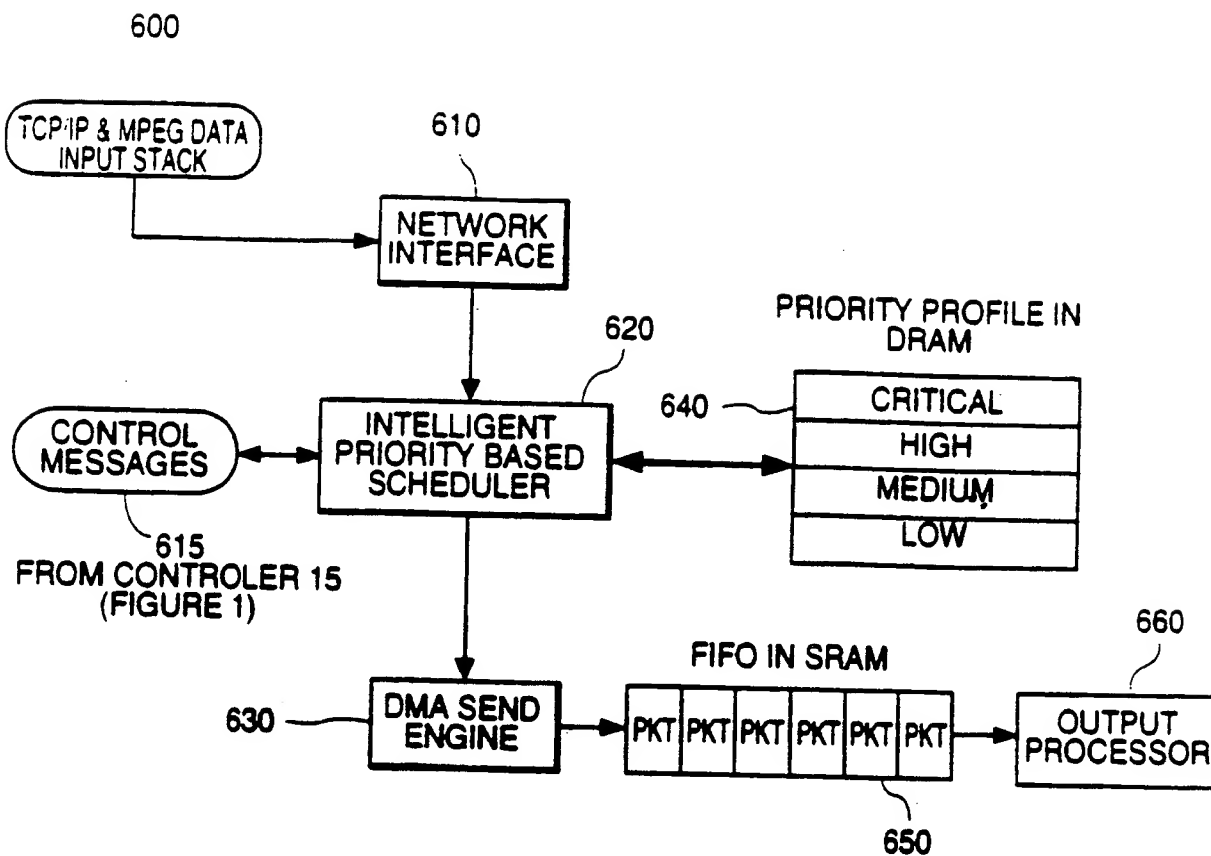 600
TCP/IP & MPEG DATA
INPUT STACK
610
NETWORK
INTERFACE
PRIORITY PROFILE IN
DRAM
620
640
CRITICAL
HIGH
MEDIUM
LOW
CONTROL
MESSAGES
INTELLIGENT
PRIORITY BASED
SCHEDULER
615
FROM CONTROLER 15
(FIGURE 1)
660
FIFO IN SRAM
630
DMA SEND
ENGINE
PKT PKT PKT PKT PKT PKT
OUTPUT
PROCESSOR
650